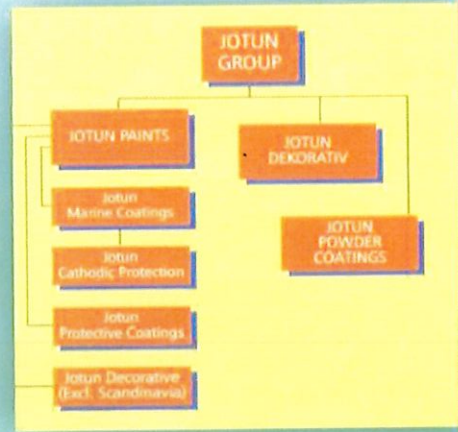 JOTUN
GROUP
JOTUN PAINTS
JOTUN
DEKORATIV
Jotun
Marine Coatings
JOTUN
POWDER
COATINGS
Jotun
Cathodic Protection
Jotun
Protective Coatings
Jotun Decorative
(Excl. Scandinavia)